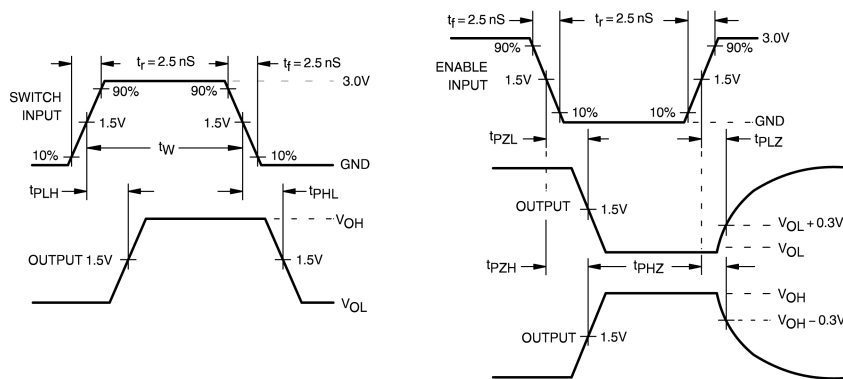 tr = 2.5 nS
tf = 2.5 nS
3.0V
SWITCH
INPUT
90%
90%
1.5V
1.5V
10%
10%
tW
GND
tPLH
tPHL
VOH
OUTPUT 1.5V
1.5V
VOL
tf = 2.5 nS
tr = 2.5 nS
3.0V
90%
90%
ENABLE
INPUT
1.5V
1.5V
10%
10%
GND
tPZL
tPLZ
OUTPUT
1.5V
VOL + 0.3V
VOL
tPZH
tPHZ
VOH
VOH – 0.3V
OUTPUT
1.5V